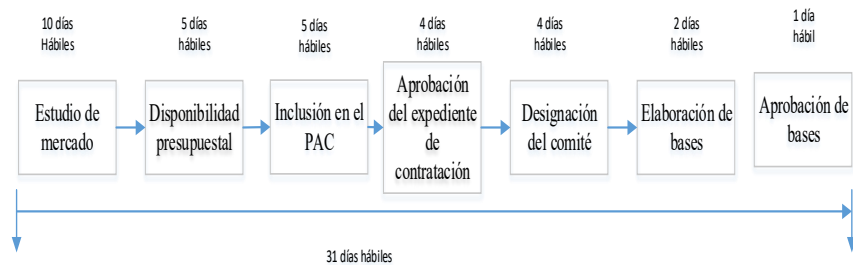 10 días
Hábiles
5 días
hábiles
5 días
hábiles
4 días
hábiles
4 días
hábiles
2 días
hábiles
1 día
hábil
Estudio de
mercado
Disponibilidad
presupuestal
Inclusión en el
PAC
Aprobación
del expediente
de
contratación
Designación
del comité
Elaboración de
bases
Aprobación de
bases
31 días hábiles